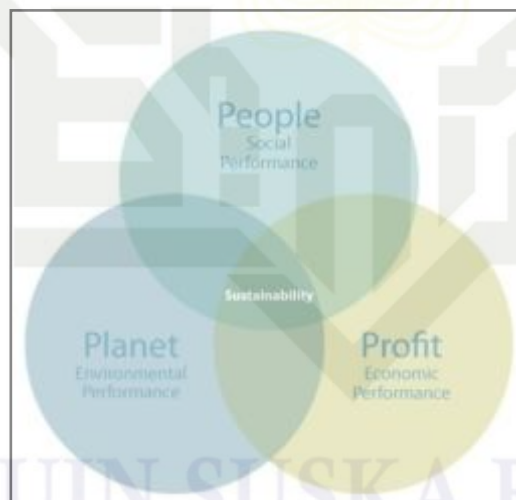 People
Social
Performance
Sustainability
Planet
Environmental
Performance
Profit
Economic
Performance
UIN SUSKA